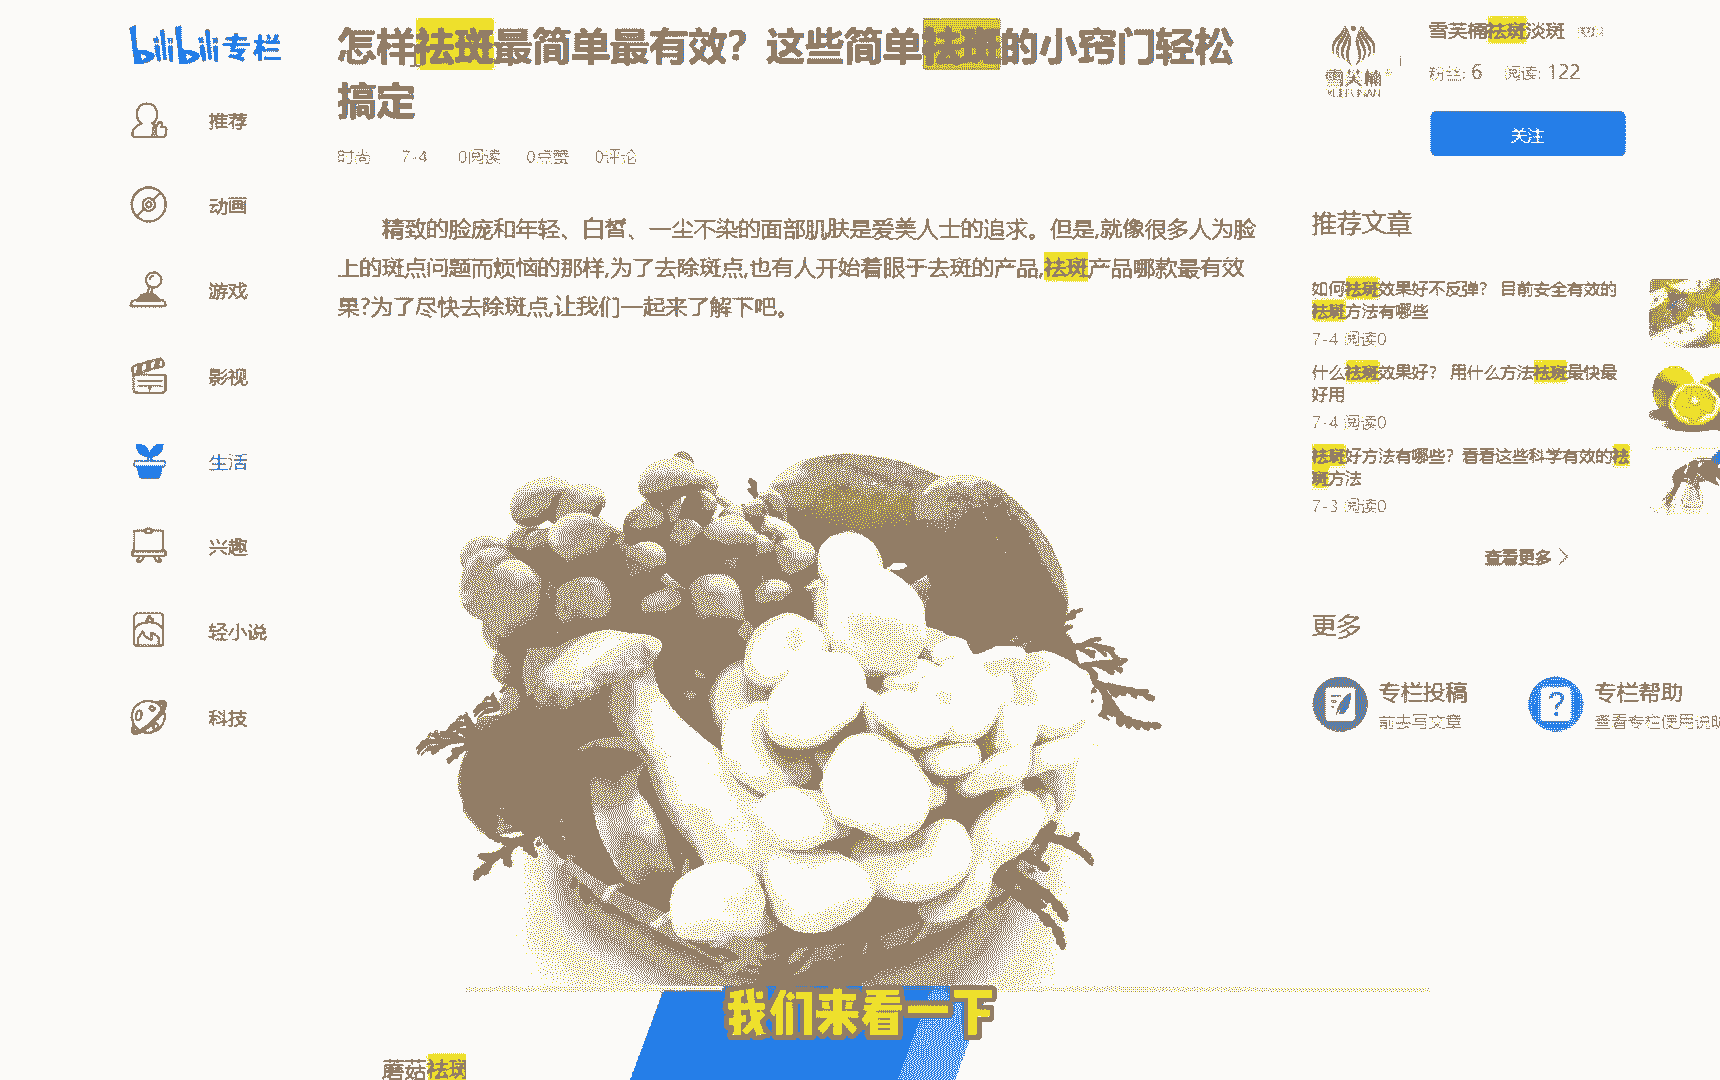 bilibili专栏
推荐
动画
游戏
影视
生活
兴趣
轻小说
科技
怎样祛斑最简单最有效？这些简单祛斑的小窍门轻松
搞定
时尚 7-4 0阅读 0点赞 0评论
精致的脸庞和年轻、白皙、一尘不染的面部肌肤是爱美人士的追求。但是,就像很多人为脸
上的斑点问题而烦恼的那样,为了去除斑点,也有人开始着眼于去斑的产品,祛斑产品哪款最有效
果?为了尽快去除斑点,让我们一起来了解下吧。
我们来看一下
蘑菇祛斑
雪芙楠
雪芙楠祛斑淡斑
粉丝: 6 阅读: 122
关注
推荐文章
如何祛斑效果好不反弹？ 目前安全有效的
祛斑方法有哪些
7-4 阅读0
什么祛斑效果好？ 用什么方法祛斑最快最
好用
7-4 阅读0
祛斑好方法有哪些？看看这些科学有效的祛
斑方法
7-3 阅读0
查看更多
更多
专栏投稿
前去写文章
专栏帮助
查看专栏使用说明